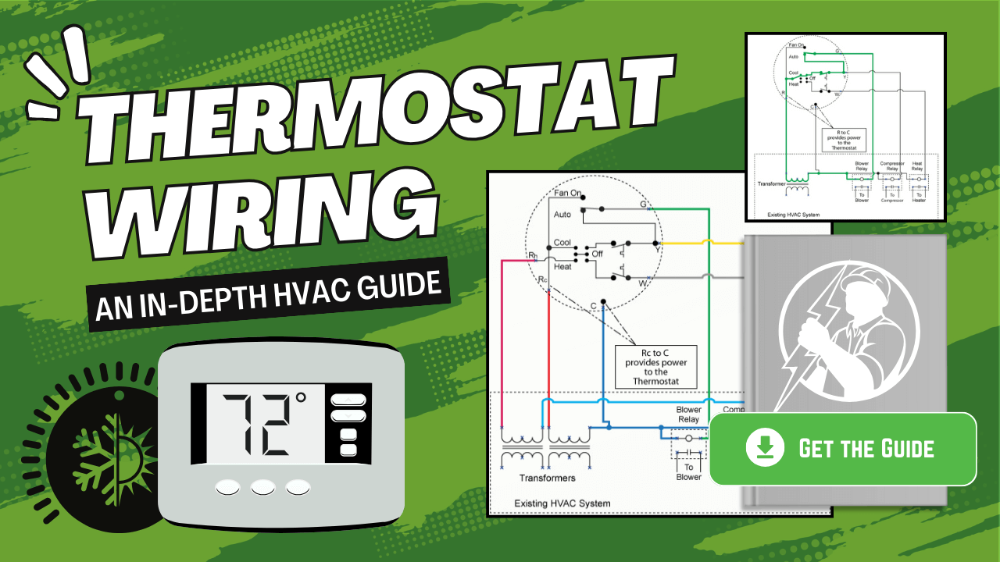 THERMOSTAT
WIRING
AN IN-DEPTH HVAC GUIDE
72°
Fan On
Auto
G
Cool
Off
Heat
Y
Rh
Rc
W
C
Rc to C
provides power
to the
Thermostat
Blower
Relay
Comp
To
Blower
Transformers
Existing HVAC System
Fan On
Auto
G
Cool
Off
Heat
Y
R
W
C
R to C
provides power
to the
Thermostat
Blower
Relay
Compressor
Relay
Heat
Relay
Transformer
To
Blower
To
Compressor
To
Heater
Existing HVAC System
GET THE GUIDE